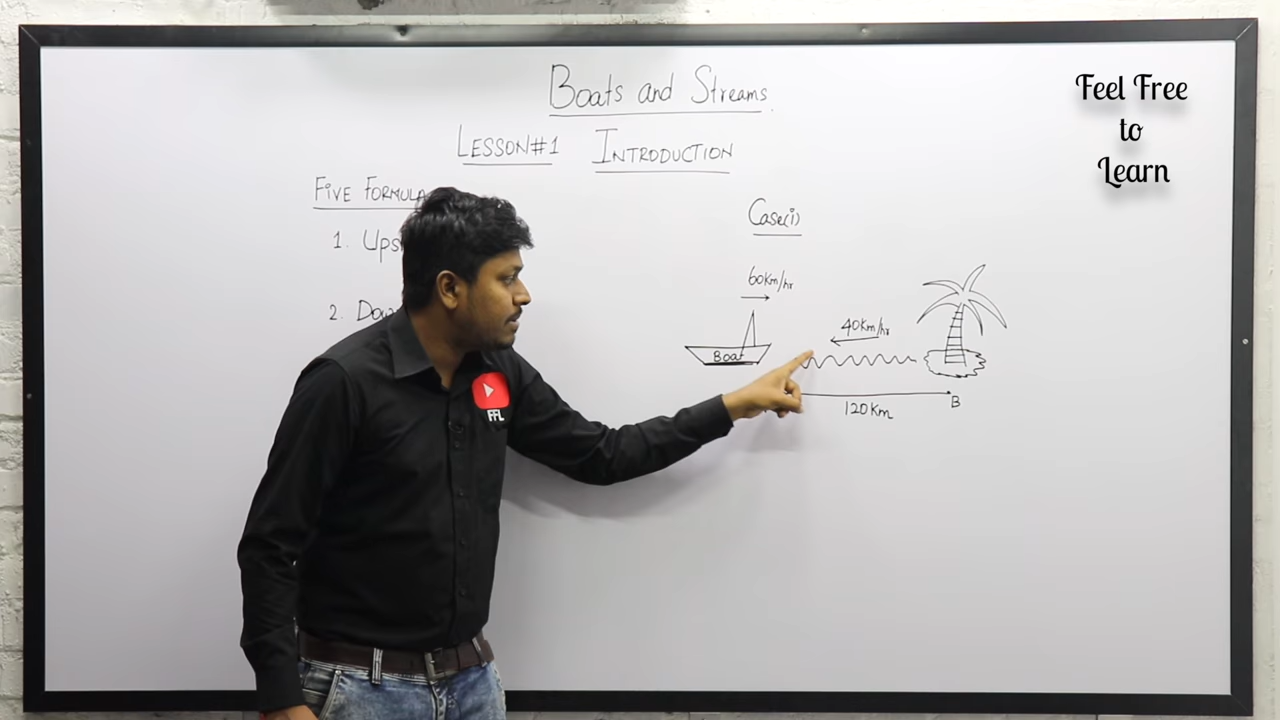 Boats and Streams.
LESSON#1 INTRODUCTION
FIVE FORMULA
1. Ups
2. Dow
Case(i)
60Km/hr
Boat
40Km/hr
120Km
B
FFL
Feel Free
to
Learn